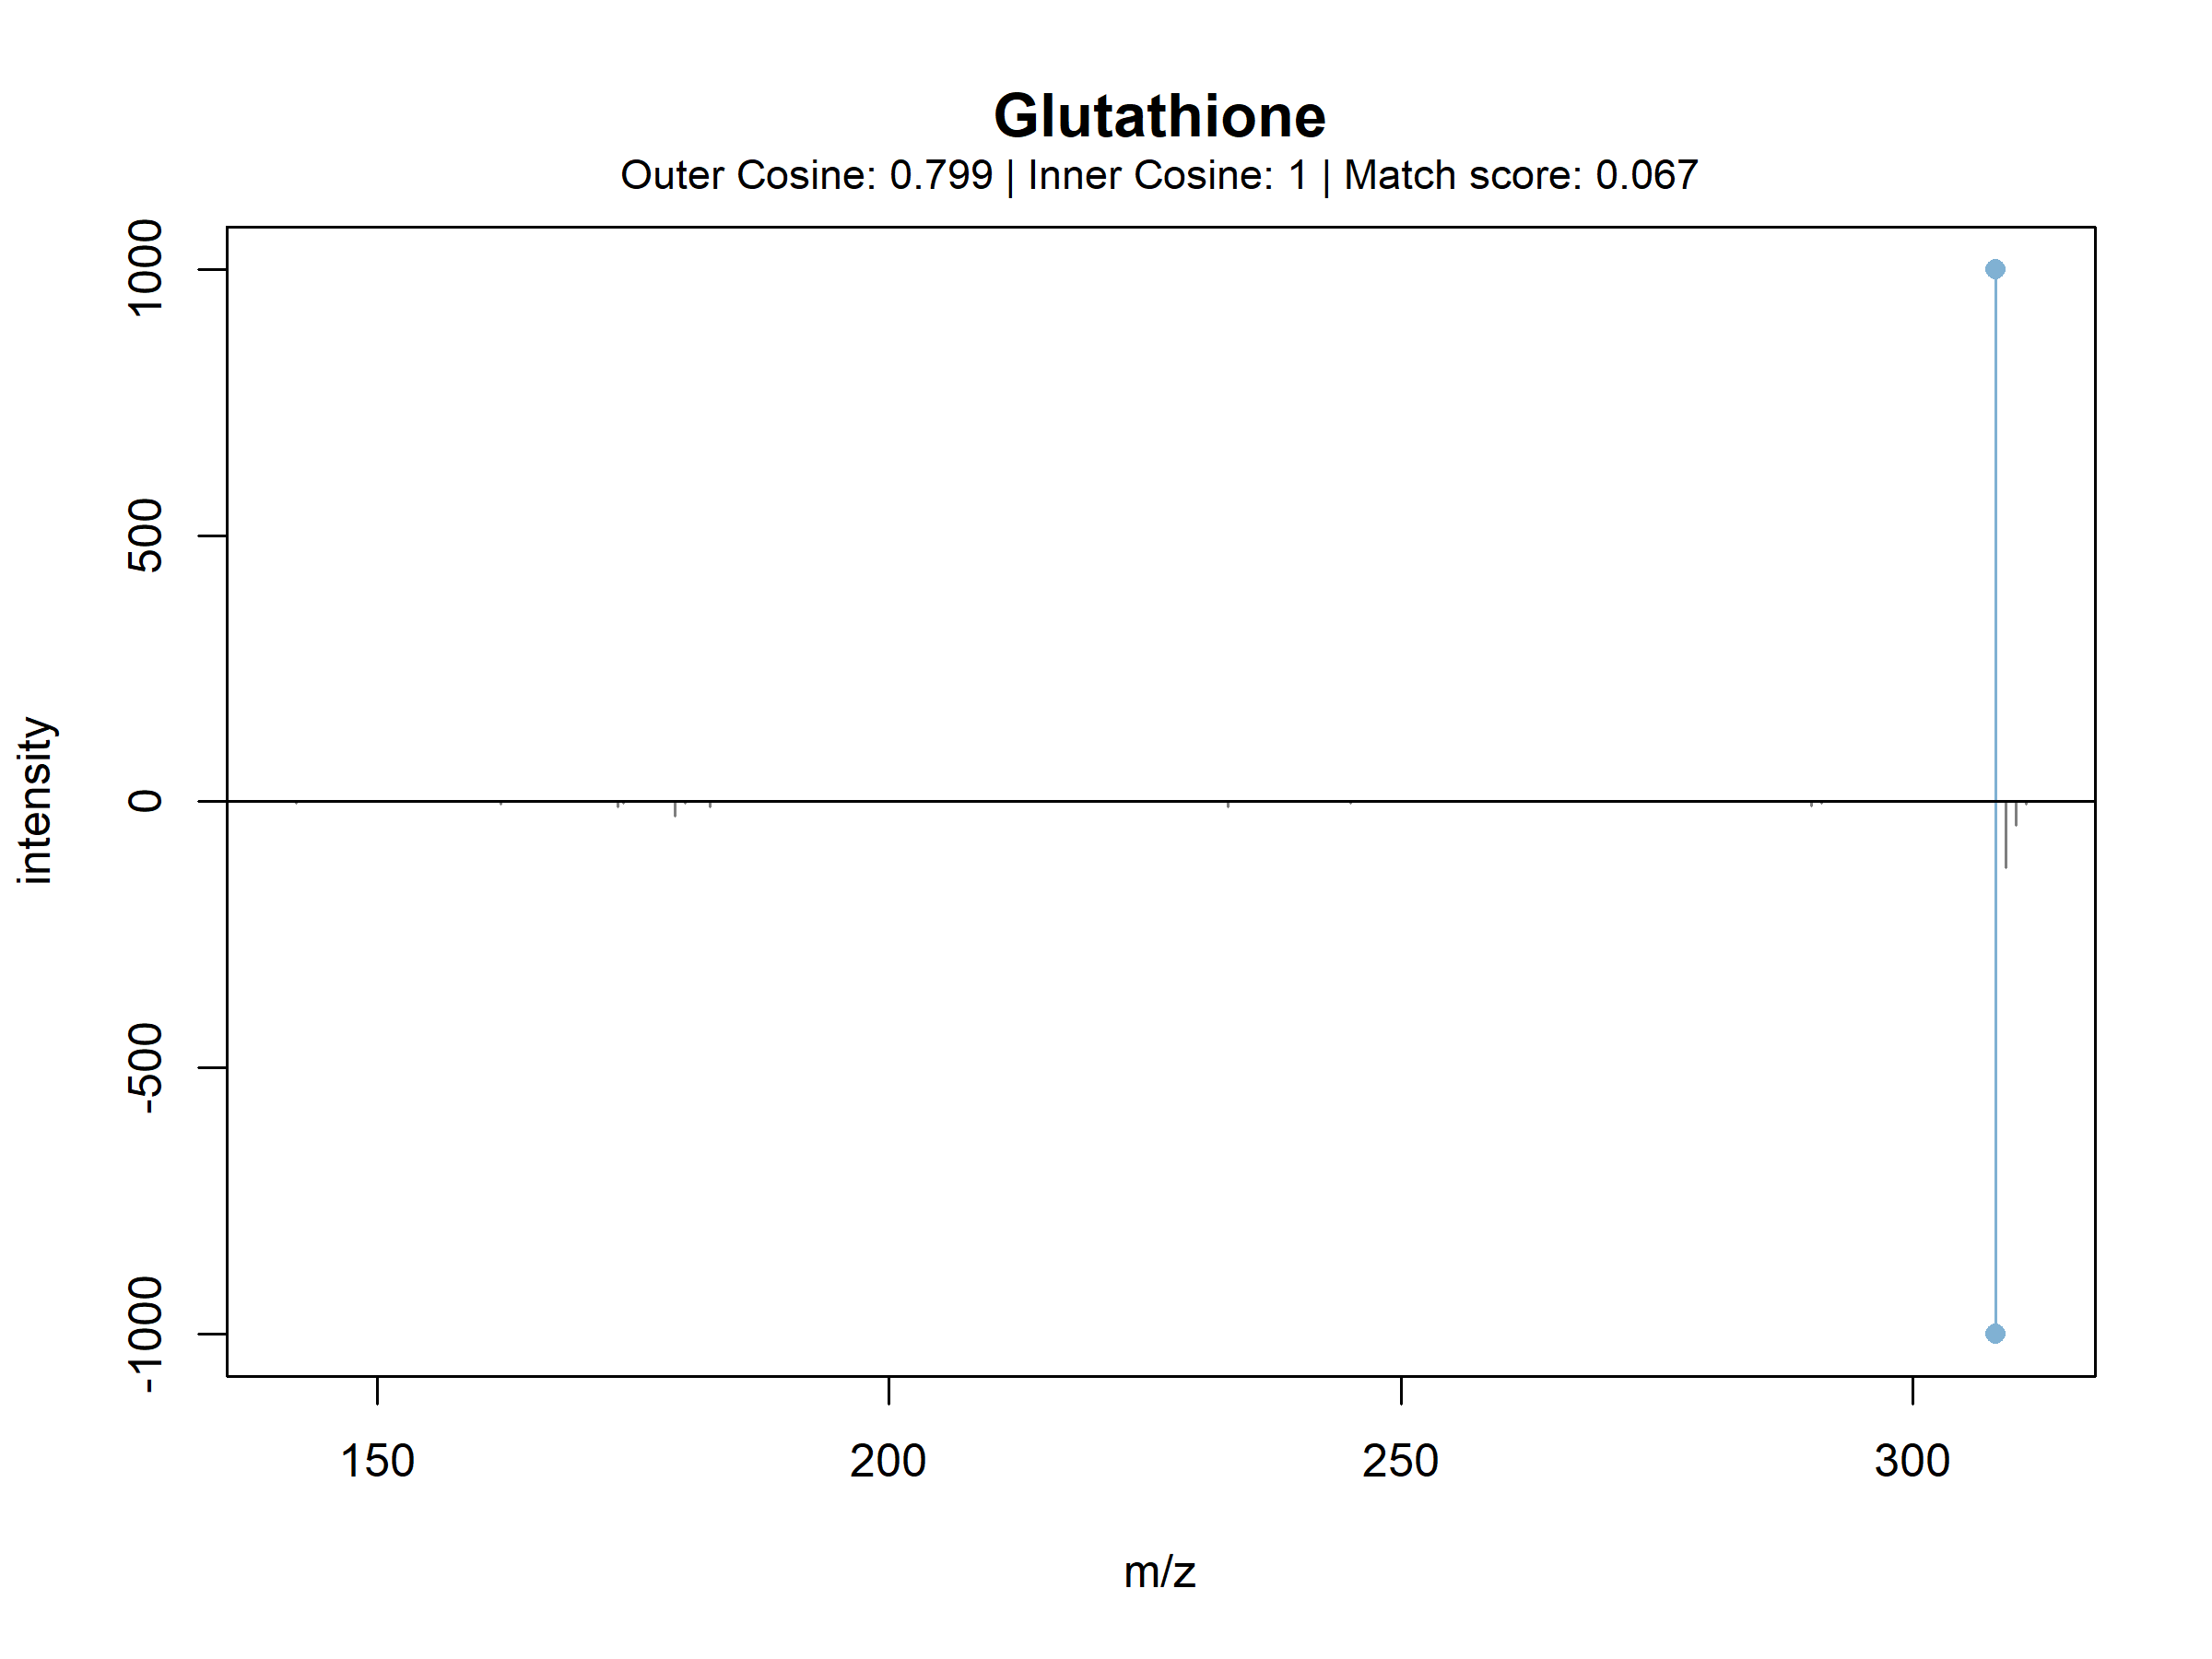 Glutathione
Outer Cosine: 0.799 | Inner Cosine: 1 | Match score: 0.067
1000
500
0
-500
-1000
intensity
150 200 250 300
m/z